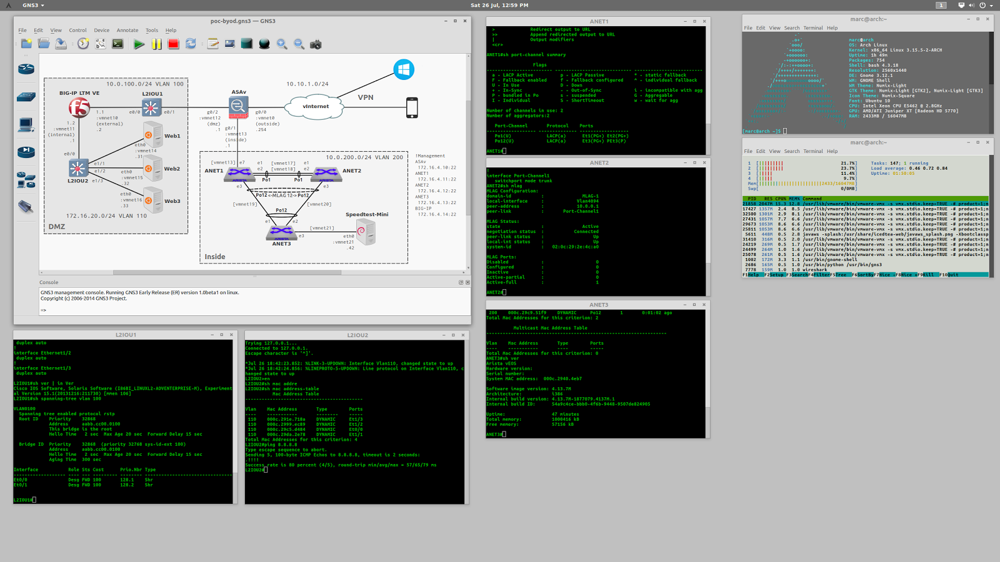 GNS3
Sat 26 Jul, 12:59 PM
1
poc-byod.gns3 — GNS3
File Edit View Control Device Annotate Tools Help
10.0.100.0/24 VLAN 100
BIG-IP LTM VE
L2IOU1
1.1
:vmnet10
(external)
.2
e0/0
e0/1
1.2
:vmnet11
(internal)
.1
e0/0
L2IOU2
e1/1
e1/2
e1/3
eth0
:vmnet14
.31
Web1
eth0
:vmnet15
.32
Web2
eth0
:vmnet16
.33
Web3
172.16.20.0/24 VLAN 110
DMZ
ASAv
g0/2
:vmnet12
(dmz)
.1
g0/0
:vmnet0
(outside)
.254
g0/1
:vmnet13
(inside)
.1
10.10.1.0/24
VPN
vInternet
10.0.200.0/24 VLAN 200
[vmnet13] e7
ANET1
ARISTA
e1 [vmnet17] e1
e2 [vmnet18] e2
Po1 Po1
ANET2
ARISTA
e3 e3
Po12 <-MLAG 12-> Po12
[vmnet19] [vmnet20]
Po12
e1 e2
ARISTA
ANET3
e3
[vmnet21]
eth0
:vmnet21
.42
Speedtest-Mini
Inside
!Management
ASAv
172.16.4.10:22
ANET1
172.16.4.11:22
ANET2
172.16.4.12:22
ANET3
172.16.4.13:22
BIG-IP
172.16.4.14:22
Console
GNS3 management console. Running GNS3 Early Release (ER) version 1.0beta1 on linux.
Copyright (c) 2006-2014 GNS3 Project.
=>
L2IOU1
duplex auto
!
interface Ethernet1/2
duplex auto
!
interface Ethernet1/3
duplex auto
L2IOU1#sh ver | in Ver
Cisco IOS Software, Solaris Software (I86BI_LINUXL2-ADVENTERPRISE-M), Experiment
al Version 15.1(20131216:211730) [mmen 106]
L2IOU1#sh spanning-tree vlan 100
VLAN0100
Spanning tree enabled protocol rstp
Root ID Priority 32868
Address aabb.cc00.0100
This bridge is the root
Hello Time 2 sec Max Age 20 sec Forward Delay 15 sec
Bridge ID Priority 32868 (priority 32768 sys-id-ext 100)
Address aabb.cc00.0100
Hello Time 2 sec Max Age 20 sec Forward Delay 15 sec
Aging Time 300 sec
Interface Role Sts Cost Prio.Nbr Type
------------------- ---- --- --------- -------- --------------------------------
Et0/0 Desg FWD 100 128.1 Shr
Et0/1 Desg FWD 100 128.2 Shr
L2IOU1#
L2IOU2
Trying 127.0.0.1...
Connected to 127.0.0.1.
Escape character is '^]'.
*Jul 26 18:42:23.852: %LINK-3-UPDOWN: Interface Vlan110, changed state to up
*Jul 26 18:42:24.856: %LINEPROTO-5-UPDOWN: Line protocol on Interface Vlan110, c
hanged state to up
L2IOU2>en
L2IOU2#sh mac addre
L2IOU2#sh mac address-table
Mac Address Table
-------------------------------------------
Vlan Mac Address Type Ports
---- ----------- -------- -----
110 000c.291e.718a DYNAMIC Et1/3
110 000c.2999.ec89 DYNAMIC Et1/2
110 000c.29c5.d484 DYNAMIC Et0/0
110 000c.29da.2e78 DYNAMIC Et1/1
Total Mac Addresses for this criterion: 4
L2IOU2#ping 8.8.8.8
Type escape sequence to abort.
Sending 5, 100-byte ICMP Echos to 8.8.8.8, timeout is 2 seconds:
.!!!!
Success rate is 80 percent (4/5), round-trip min/avg/max = 57/65/79 ms
L2IOU2#
ANET1
> Redirect output to URL
>> Append redirected output to URL
| Output modifiers
<cr>
ANET1#sh port-channel summary
Flags
a - LACP Active p - LACP Passive * - static fallback
F - Fallback enabled f - Fallback configured ^ - individual fallback
U - In Use D - Down
+ - In-Sync - - Out-of-Sync i - incompatible with agg
P - bundled in Po s - suspended G - Aggregable
I - Individual S - ShortTimeout w - wait for agg
Number of channels in use: 2
Number of aggregators:2
Port-Channel Protocol Ports
Po1(U) LACP(a) Et1(PG+) Et2(PG+)
Po12(U) LACP(a) Et3(PG+) PEt3(P)
ANET1#
ANET2
!
interface Port-Channel1
switchport mode trunk
ANET2#sh mlag
MLAG Configuration:
domain-id : MLAG-1
local-interface : Vlan4094
peer-address : 10.0.0.1
peer-link : Port-Channel1
MLAG Status:
state : Active
negotiation status : Connected
peer-link status : Up
local-int status : Up
system-id : 02:0c:29:2e:4c:a0
MLAG Ports:
Disabled : 0
Configured : 0
Inactive : 0
Active-partial : 0
Active-full : 1
ANET2#
ANET3
200 000c.29c9.51f9 DYNAMIC Po12 1 0:01:02 ago
Total Mac Addresses for this criterion: 2
Multicast Mac Address Table
Vlan Mac Address Type Ports
---- ----------- ---- -----
Total Mac Addresses for this criterion: 0
ANET3#sh ver
Arista vEOS
Hardware version:
Serial number:
System MAC address: 000c.2940.4eb7
Software image version: 4.13.7M
Architecture: i386
Internal build version: 4.13.7M-1877079.4137M.1
Internal build ID: 54a9c4ce-bbb0-4f6b-9448-9507de824905
Uptime: 47 minutes
Total memory: 1000416 kB
Free memory: 57156 kB
ANET3#
marc@arch:~
File Edit View Search Terminal Help
marc@arch
OS: Arch Linux
Kernel: x86_64 Linux 3.15.5-2-ARCH
Uptime: 1h 49m
Packages: 754
Shell: bash 4.3.18
Resolution: 2560x1440
DE: Gnome 3.12.1
WM: GNOME Shell
WM Theme: Numix-Light
GTK Theme: Numix-Light [GTK2], Numix-Light [GTK3]
Icon Theme: Numix-Square
Font: Ubuntu 10
CPU: Intel Xeon CPU E5462 @ 2.8GHz
GPU: AMD/ATI Juniper XT [Radeon HD 5770]
RAM: 2433MB / 16047MB
[marc@arch ~]$
marc@arch:~
File Edit View Search Terminal Help
1 [ 21.7%] Tasks: 147; 1 running
2 [ 23.7%] Load average: 0.46 0.72 0.84
3 [ 11.4%] Uptime: 01:50:05
4 [ 9.7%]
Mem[ 2433/16047MB]
Swp[ 0/0MB]
PID RES CPU% MEM% Command
21858 2047M 15.3 12.8 /usr/lib/vmware/bin/vmware-vmx -s vmx.stdio.keep=TRUE -# product=1;n
17427 1357M 2.4 8.5 /usr/lib/vmware/bin/vmware-vmx -s vmx.stdio.keep=TRUE -# product=1;n
32500 1301M 2.9 8.1 /usr/lib/vmware/bin/vmware-vmx -s vmx.stdio.keep=TRUE -# product=1;n
27431 1057M 7.7 6.6 /usr/lib/vmware/bin/vmware-vmx -s vmx.stdio.keep=TRUE -# product=1;n
29673 1053M 8.6 6.6 /usr/lib/vmware/bin/vmware-vmx -s vmx.stdio.keep=TRUE -# product=1;n
25811 1053M 8.6 6.6 /usr/lib/vmware/bin/vmware-vmx -s vmx.stdio.keep=TRUE -# product=1;n
5611 448M 0.5 2.8 javaws -splash:/usr/share/icedtea-web/javaws_splash.png -Xbootclassp
31410 316M 0.5 2.0 /usr/lib/vmware/bin/vmware-vmx -s vmx.stdio.keep=TRUE -# product=1;n
24219 269M 0.5 1.7 /usr/lib/vmware/bin/vmware-vmx -s vmx.stdio.keep=TRUE -# product=1;n
24499 264M 1.0 1.6 /usr/lib/vmware/bin/vmware-vmx -s vmx.stdio.keep=TRUE -# product=1;n
25078 261M 0.5 1.6 /usr/lib/vmware/bin/vmware-vmx -s vmx.stdio.keep=TRUE -# product=1;n
1002 172M 3.3 1.1 /usr/bin/gnome-shell
2686 165M 0.5 1.0 /usr/bin/python /usr/bin/gns3
7778 159M 1.0 1.0 wireshark
F1Help F2Setup F3SearchF4FilterF5Tree F6SortByF7Nice -F8Nice +F9Kill F10Quit